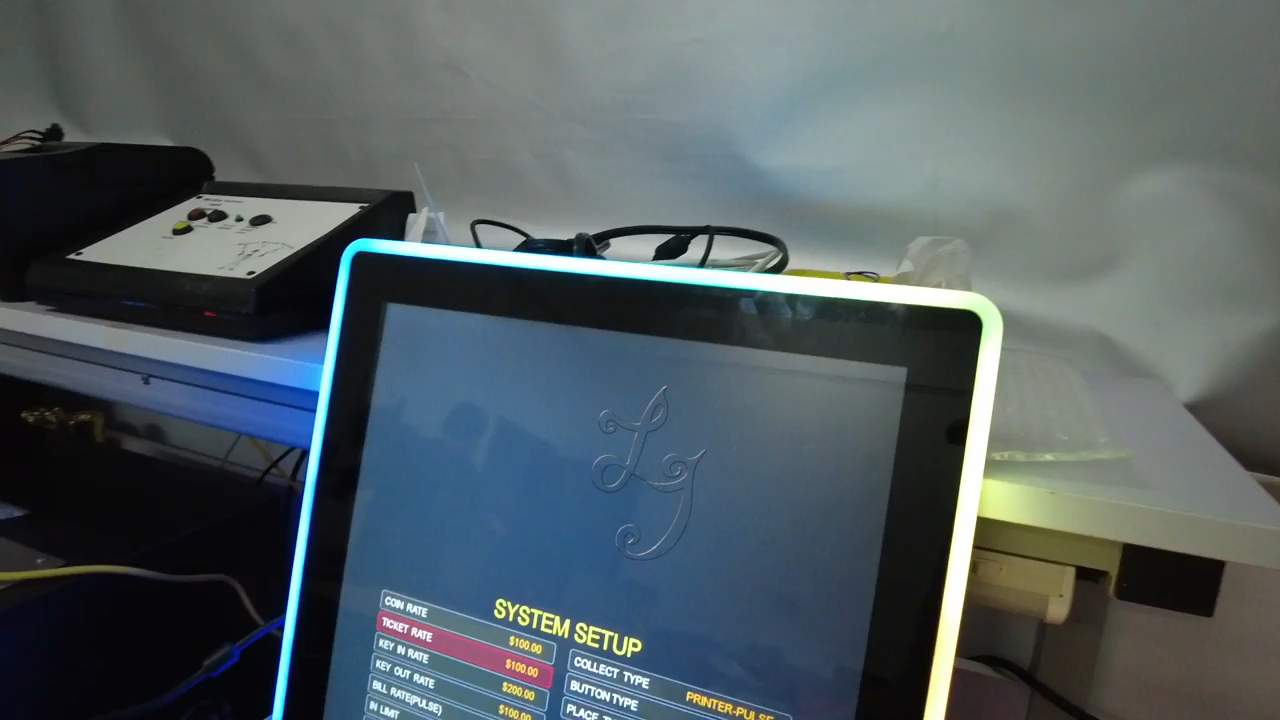 LJ
SYSTEM SETUP
COIN RATE $100.00
TICKET RATE $100.00
KEY IN RATE $200.00
KEY OUT RATE $100.00
BILL RATE(PULSE)
IN LIMIT
COLLECT TYPE PRINTER-PULSE
BUTTON TYPE